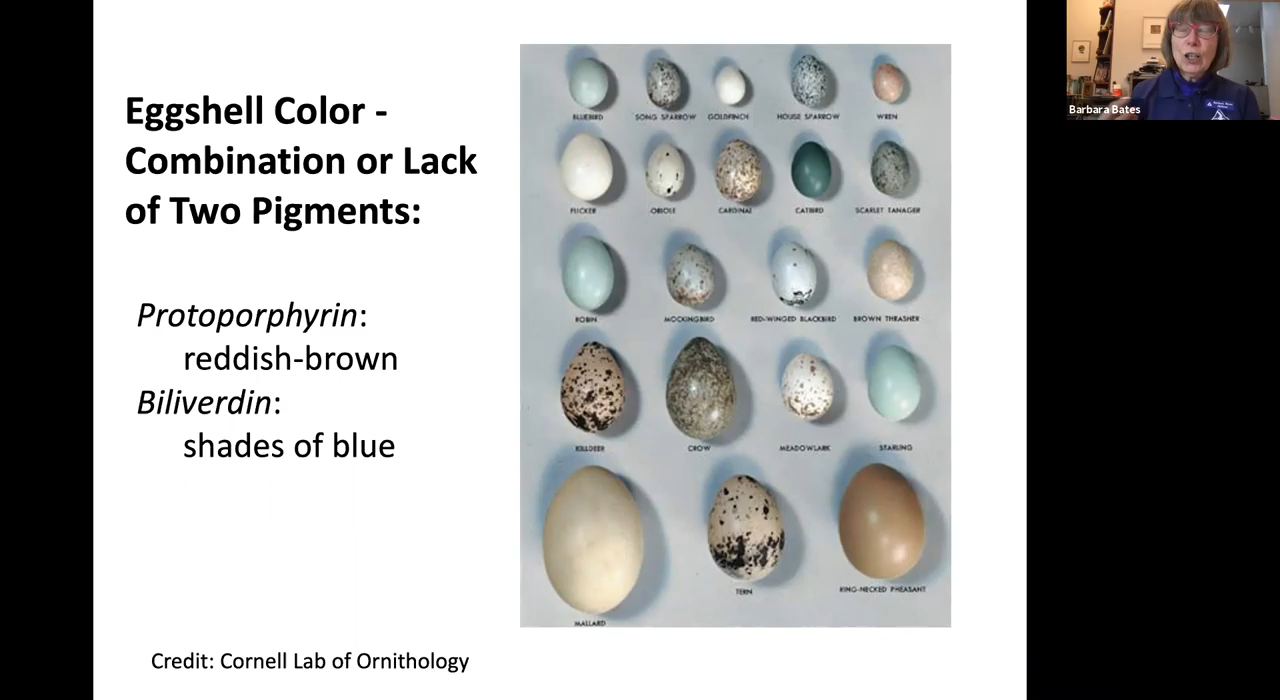 Eggshell Color -
Combination or Lack
of Two Pigments:
Protoporphyrin:
reddish-brown
Biliverdin:
shades of blue
Credit: Cornell Lab of Ornithology
BLUEBIRD SONG SPARROW GOLDFINCH HOUSE SPARROW WREN
FLICKER ORIOLE CARDINAL CATBIRD SCARLET TANAGER
ROBIN MOCKINGBIRD RED-WINGED BLACKBIRD BROWN THRASHER
KILLDEER CROW MEADOWLARK STARLING
TERN RING-NECKED PHEASANT
MALLARD
Barbara Bates